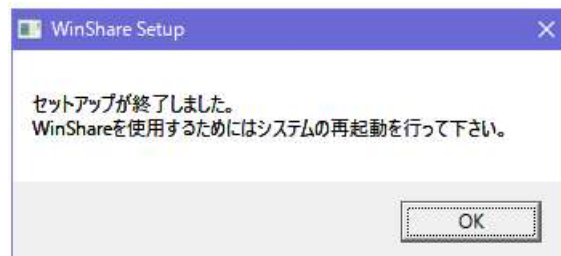 WinShare Setup
セットアップが終了しました。
WinShareを使用するためにはシステムの再起動を行って下さい。
OK